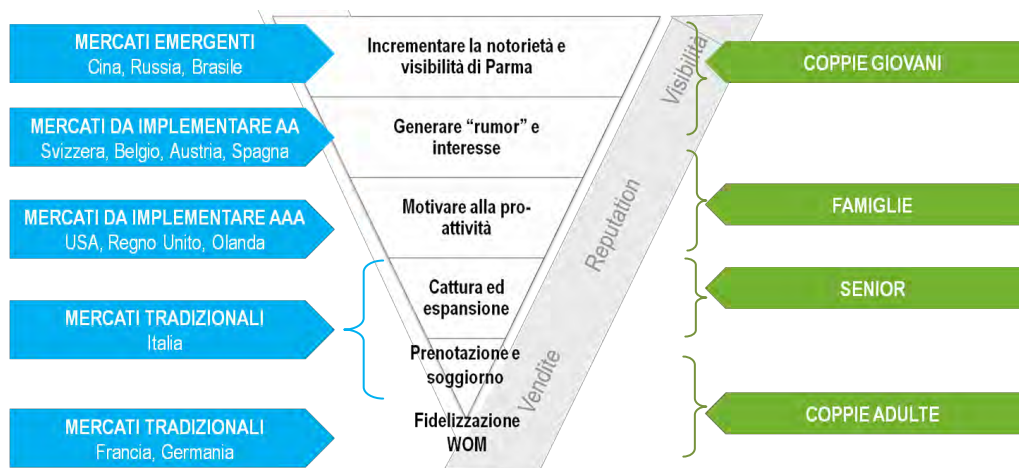 MERCATI EMERGENTI
Cina, Russia, Brasile
MERCATI DA IMPLEMENTARE AA
Svizzera, Belgio, Austria, Spagna
MERCATI DA IMPLEMENTARE AAA
USA, Regno Unito, Olanda
MERCATI TRADIZIONALI
Italia
MERCATI TRADIZIONALI
Francia, Germania
Incrementare la notorietà e
visibilità di Parma
Generare “rumor” e
interesse
Motivare alla pro-
attività
Cattura ed
espansione
Prenotazione e
soggiorno
Fidelizzazione
WOM
Visibilità
Reputation
Vendite
COPPIE GIOVANI
FAMIGLIE
SENIOR
COPPIE ADULTE